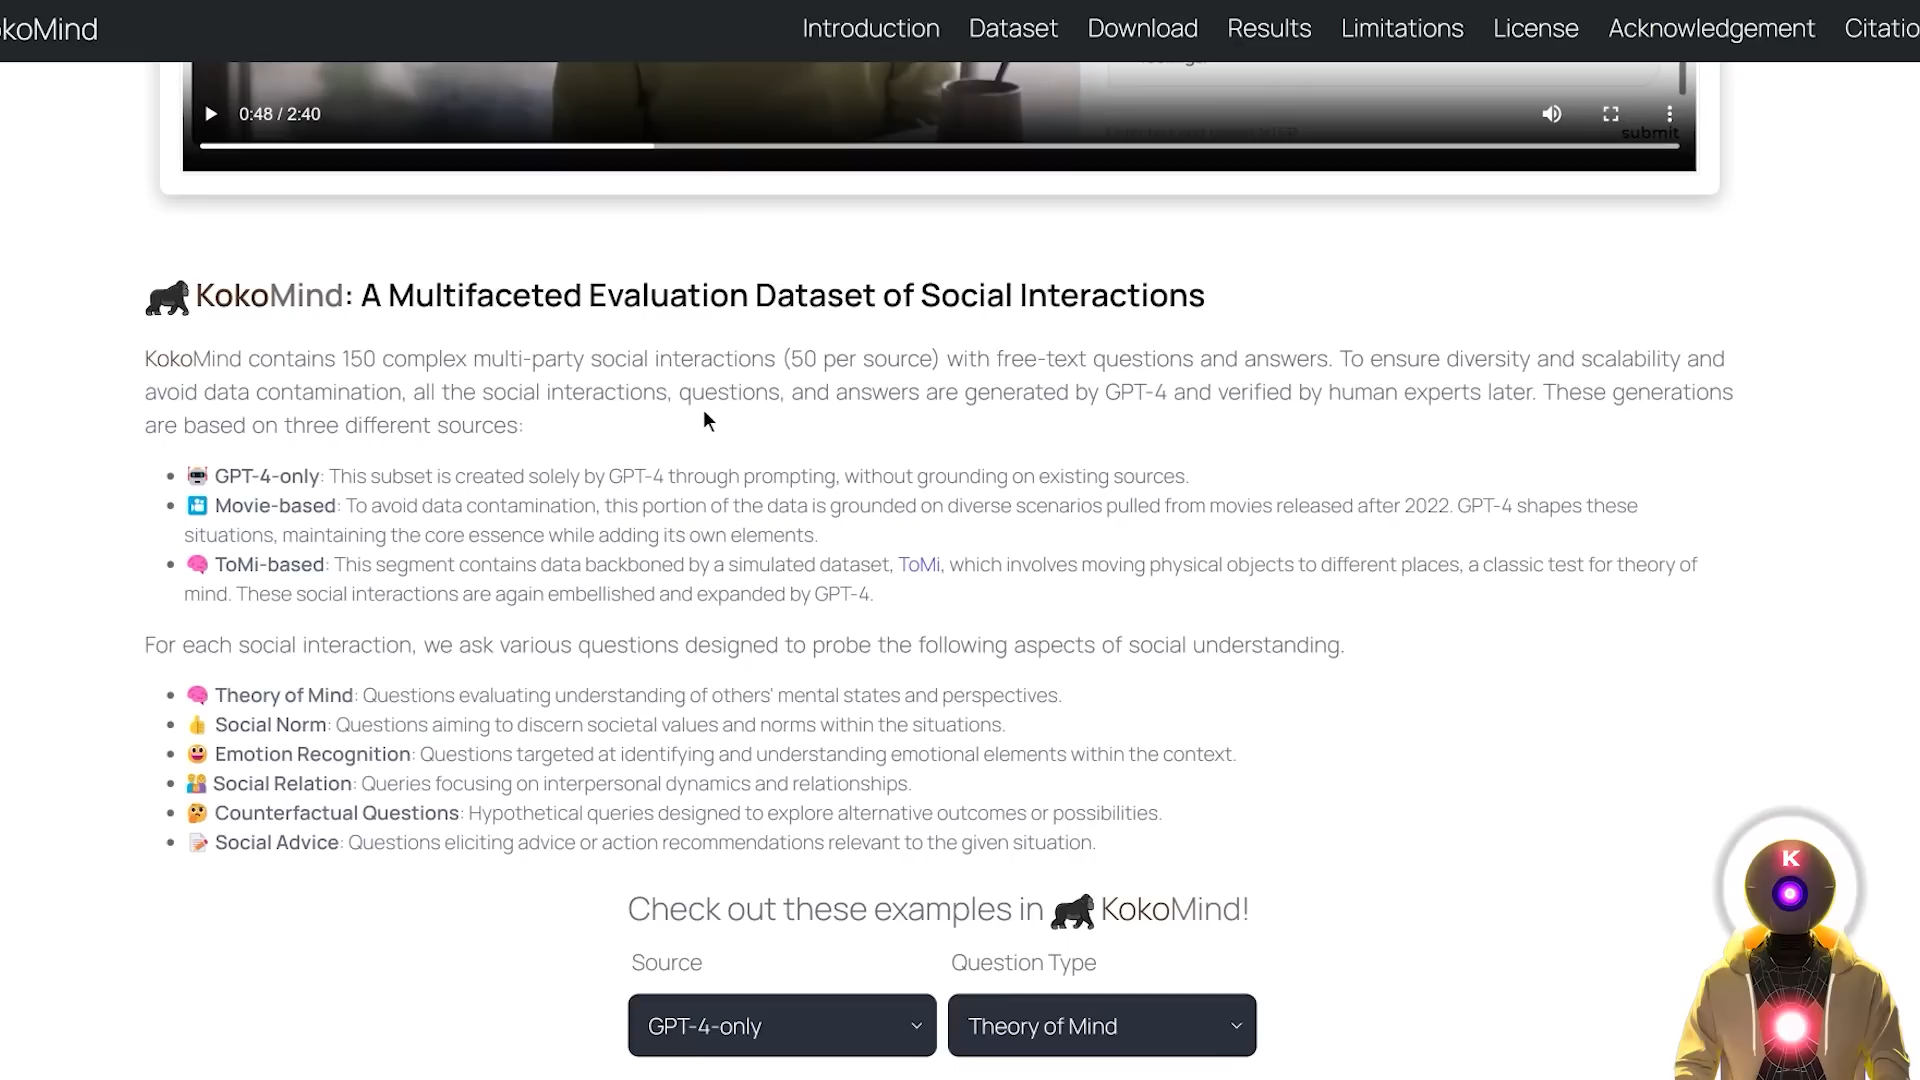 okoMind
Introduction Dataset Download Results Limitations License Acknowledgement Citatio
0:48 / 2:40
submit
KokoMind: A Multifaceted Evaluation Dataset of Social Interactions
KokoMind contains 150 complex multi-party social interactions (50 per source) with free-text questions and answers. To ensure diversity and scalability and
avoid data contamination, all the social interactions, questions, and answers are generated by GPT-4 and verified by human experts later. These generations
are based on three different sources:
GPT-4-only: This subset is created solely by GPT-4 through prompting, without grounding on existing sources.
Movie-based: To avoid data contamination, this portion of the data is grounded on diverse scenarios pulled from movies released after 2022. GPT-4 shapes these
situations, maintaining the core essence while adding its own elements.
ToMi-based: This segment contains data backboned by a simulated dataset, ToMi, which involves moving physical objects to different places, a classic test for theory of
mind. These social interactions are again embellished and expanded by GPT-4.
For each social interaction, we ask various questions designed to probe the following aspects of social understanding.
Theory of Mind: Questions evaluating understanding of others' mental states and perspectives.
Social Norm: Questions aiming to discern societal values and norms within the situations.
Emotion Recognition: Questions targeted at identifying and understanding emotional elements within the context.
Social Relation: Queries focusing on interpersonal dynamics and relationships.
Counterfactual Questions: Hypothetical queries designed to explore alternative outcomes or possibilities.
Social Advice: Questions eliciting advice or action recommendations relevant to the given situation.
Check out these examples in KokoMind!
Source Question Type
GPT-4-only Theory of Mind
K